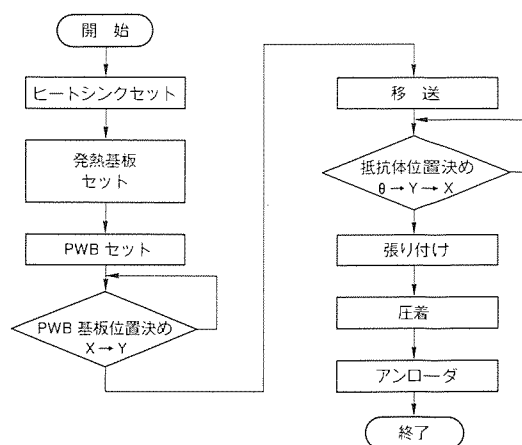 開 始
ヒートシンクセット
発熱基板
セット
PWB セット
PWB 基板位置決め
X → Y
移 送
抵抗体位置決め
θ → Y → X
張り付け
圧着
アンローダ
終了